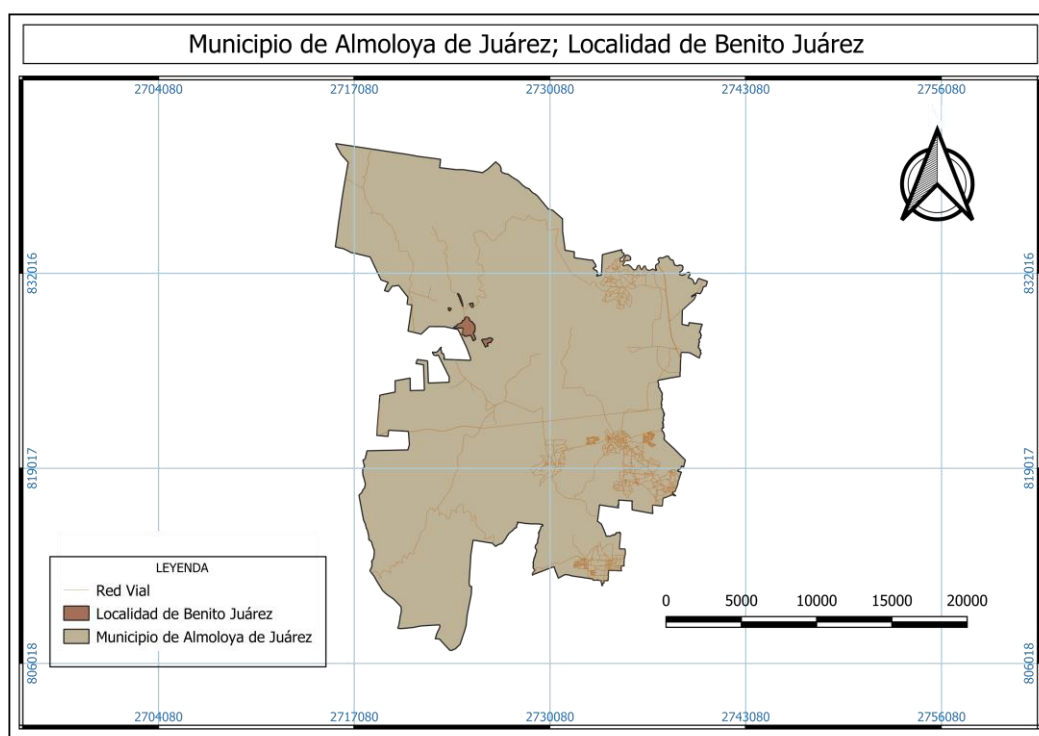 Municipio de Almoloya de Juárez; Localidad de Benito Juárez
2704080 2717080 2730080 2743080 2756080
832016 832016
819017 819017
LEYENDA
Red Vial
Localidad de Benito Juárez
Municipio de Almoloya de Juárez
0 5000 10000 15000 20000
806018 806018
2704080 2717080 2730080 2743080 2756080